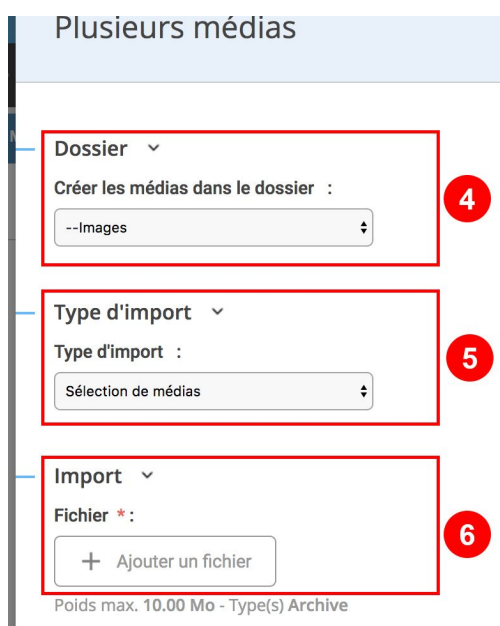 Plusieurs médias
Dossier
Créer les médias dans le dossier :
--Images
4
Type d'import
Type d'import :
Sélection de médias
5
Import
Fichier * :
+ Ajouter un fichier
6
Poids max. 10.00 Mo - Type(s) Archive